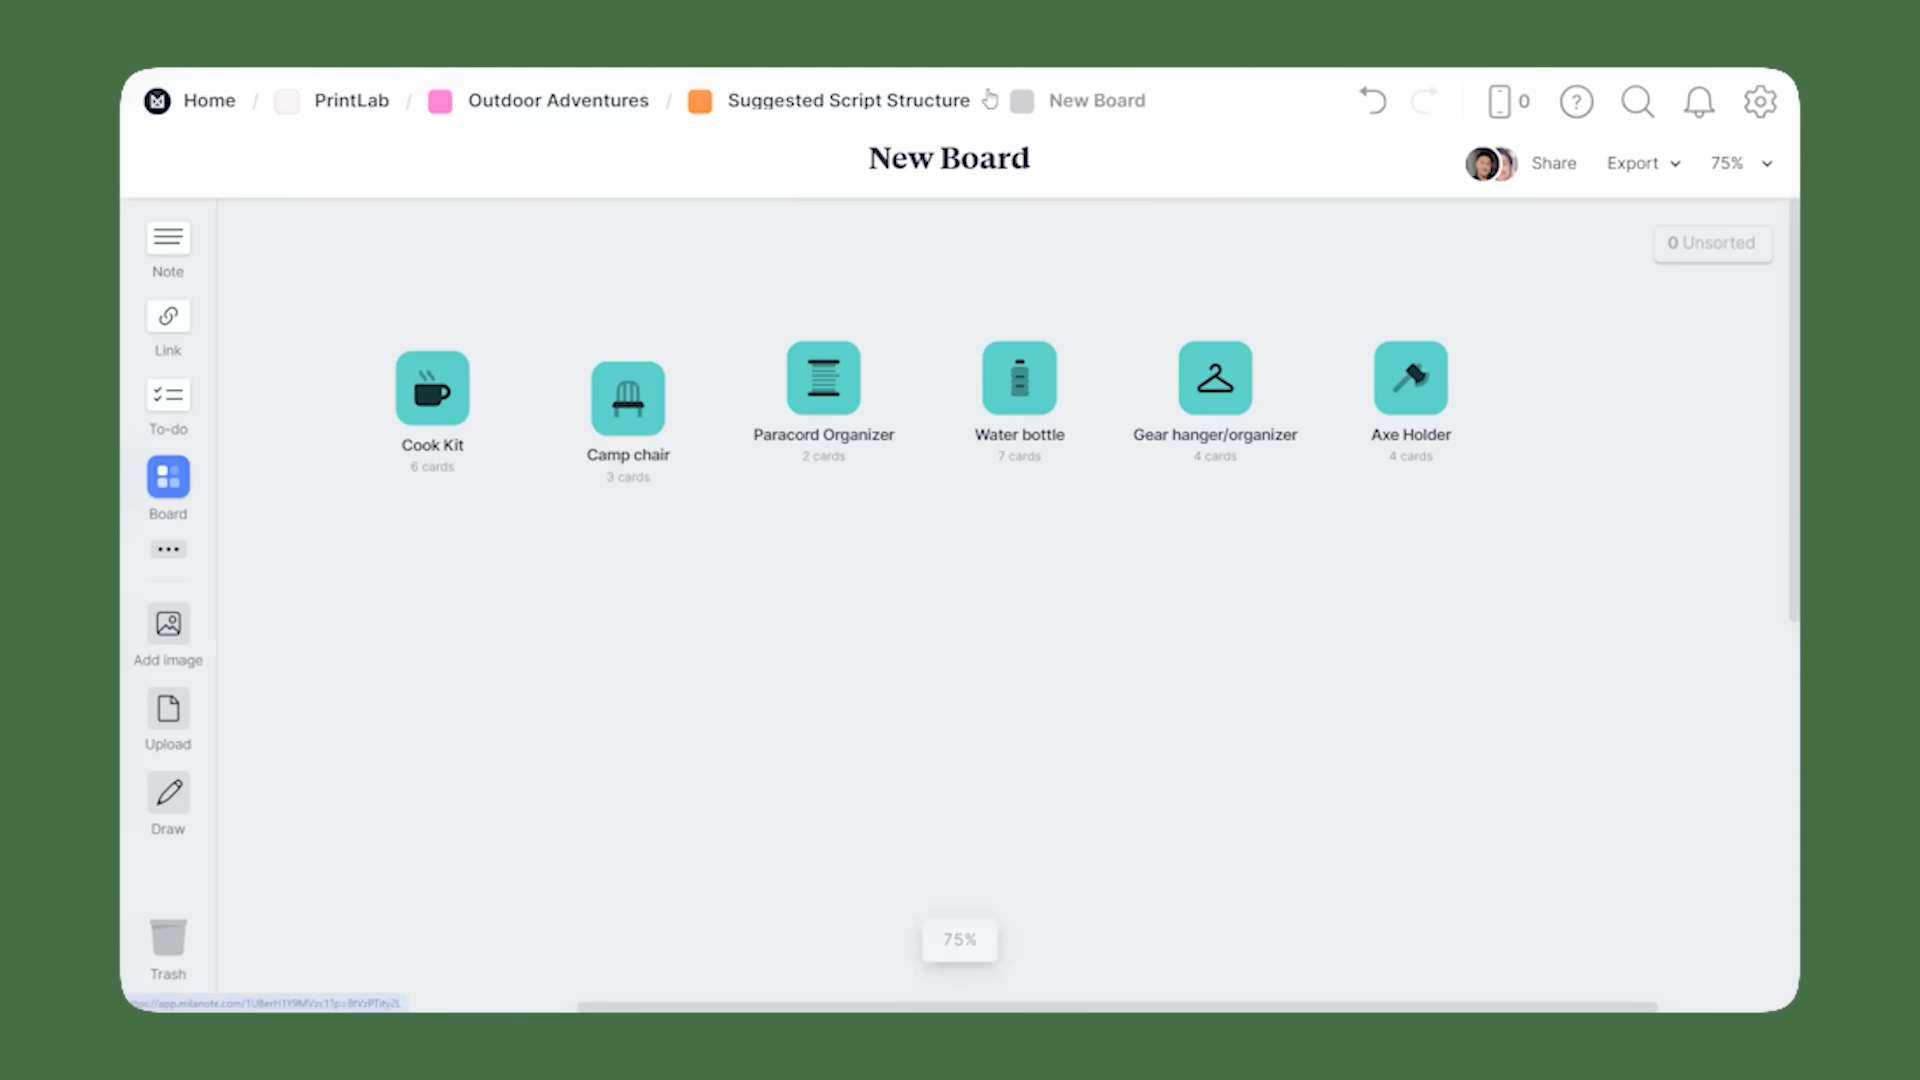 Home / PrintLab / Outdoor Adventures / Suggested Script Structure New Board
0
New Board
Share Export 75%
0 Unsorted
Note
Link
To-do
Board
Add image
Upload
Draw
Trash
Cook Kit
6 cards
Camp chair
3 cards
Paracord Organizer
2 cards
Water bottle
7 cards
Gear hanger/organizer
4 cards
Axe Holder
4 cards
75%